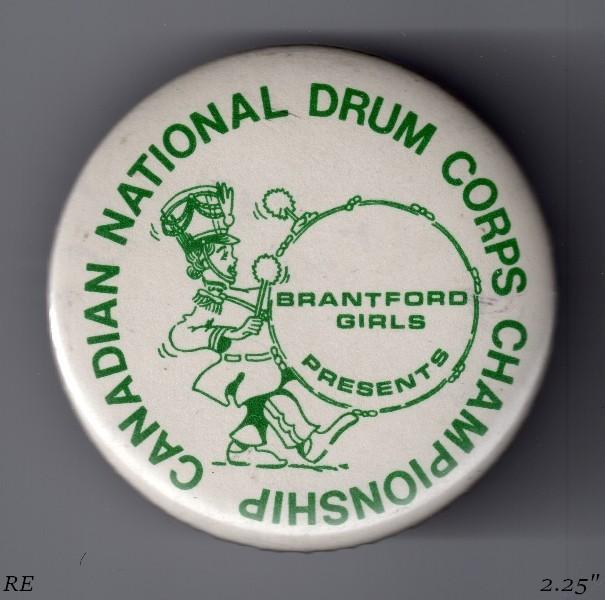 CANADIAN NATIONAL DRUM CORPS CHAMPIONSHIP
BRANTFORD
GIRLS
PRESENTS
RE
2.25"